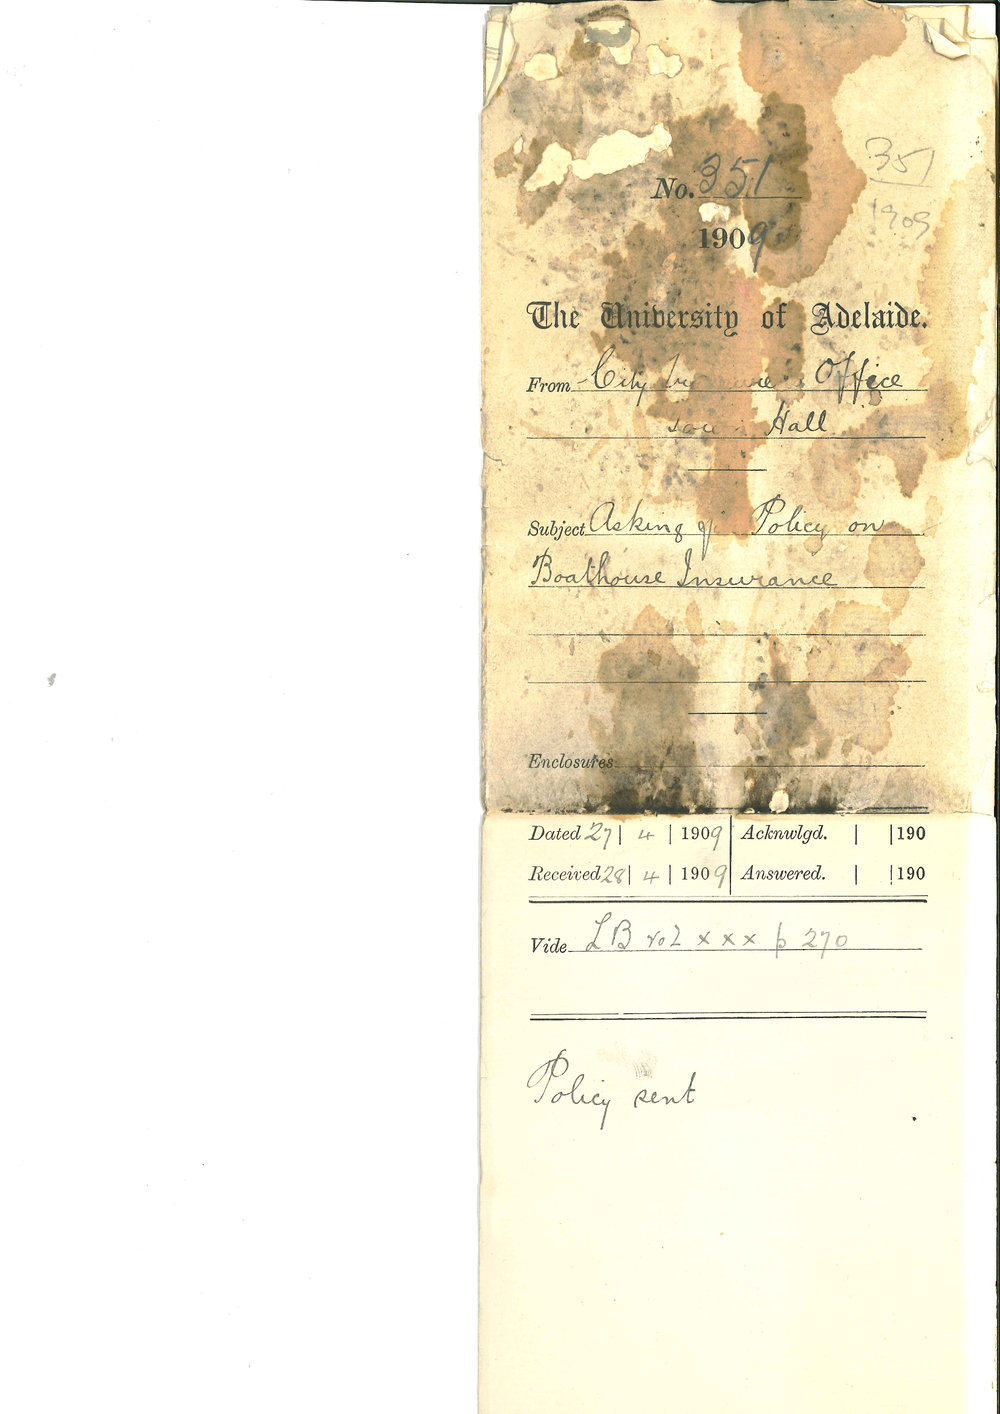 No. 351
351
1909
1909
The University of Adelaide.
From City Office
Hall
Subject Asking Policy on
Boathouse Insurance
Enclosures
Dated 27 | 4 | 1909 Acknwlgd. | | 190
Received 28 | 4 | 1909 Answered. | | 190
Vide LB vol xxx p 270
Policy sent